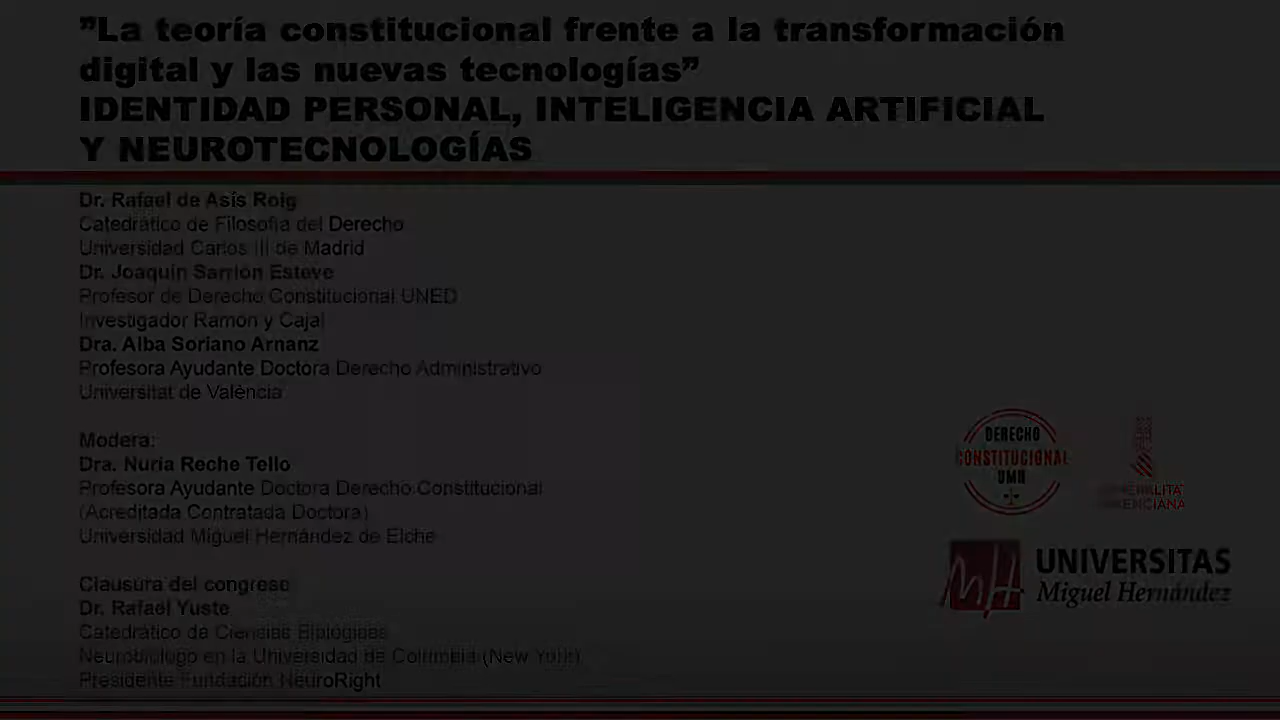 ”La teoría constitucional frente a la transformación
digital y las nuevas tecnologías”
IDENTIDAD PERSONAL, INTELIGENCIA ARTIFICIAL
Y NEUROTECNOLOGÍAS
Dr. Rafael de Asís Roig
Catedrático de Filosofía del Derecho
Universidad Carlos III de Madrid
Dr. Joaquín Sarrión Esteve
Profesor de Derecho Constitucional UNED
Investigador Ramon y Cajal
Dra. Alba Soriano Arnanz
Profesora Ayudante Doctora Derecho Administrativo
Universitat de València
Modera:
Dra. Nuria Reche Tello
Profesora Ayudante Doctora Derecho Constitucional
(Acreditada Contratada Doctora)
Universidad Miguel Hernández de Elche
Clausura del congreso
Dr. Rafael Yuste
Catedrático de Ciencias Biológicas
Neurobiólogo en la Universidad de Columbia (New York)
Presidente Fundación NeuroRight
DERECHO
CONSTITUCIONAL
UMH
GENERALITAT
VALENCIANA
MH
UNIVERSITAS
Miguel Hernández